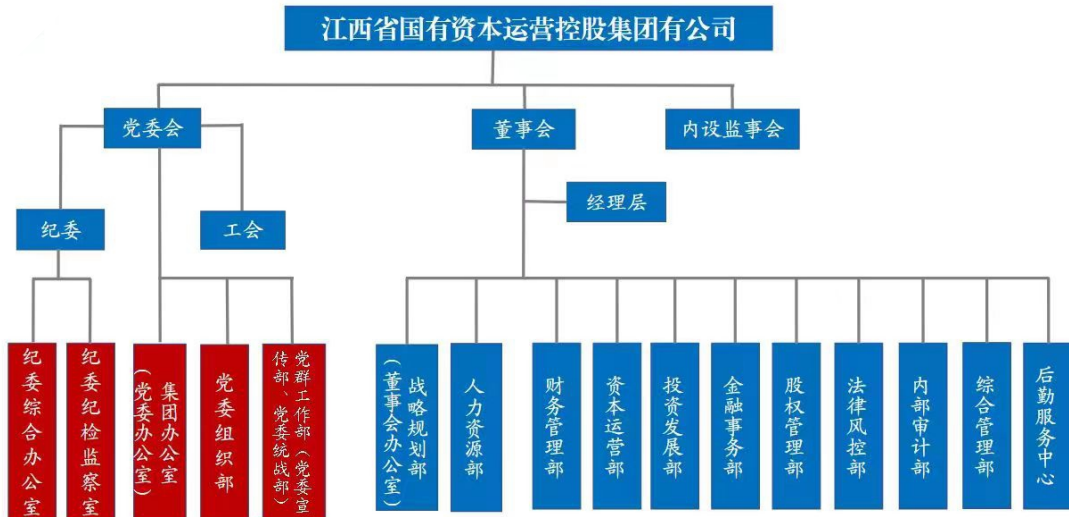 江西省国有资本运营控股集团有公司
党委会
董事会
内设监事会
经理层
纪委
工会
纪委综合办公室
纪委纪检监察室
集团办公室
(党委办公室)
党委组织部
党群工作部(党委宣
传部、党委统战部)
战略规划部
(董事会办公室)
人力资源部
财务管理部
资本运营部
投资发展部
金融事务部
股权管理部
法律风控部
内部审计部
综合管理部
后勤服务中心